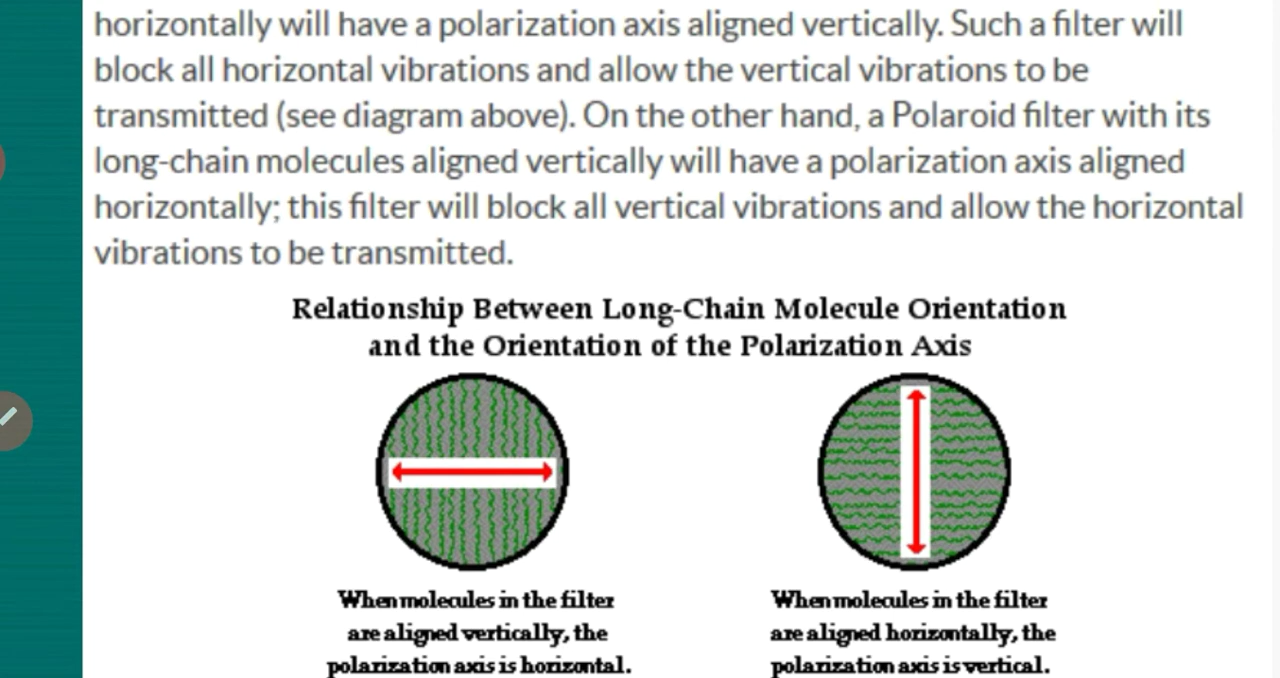 horizontally will have a polarization axis aligned vertically. Such a filter will
block all horizontal vibrations and allow the vertical vibrations to be
transmitted (see diagram above). On the other hand, a Polaroid filter with its
long-chain molecules aligned vertically will have a polarization axis aligned
horizontally; this filter will block all vertical vibrations and allow the horizontal
vibrations to be transmitted.
Relationship Between Long-Chain Molecule Orientation
and the Orientation of the Polarization Axis
When molecules in the filter
are aligned vertically, the
polarization axis is horizontal.
When molecules in the filter
are aligned horizontally, the
polarization axis is vertical.